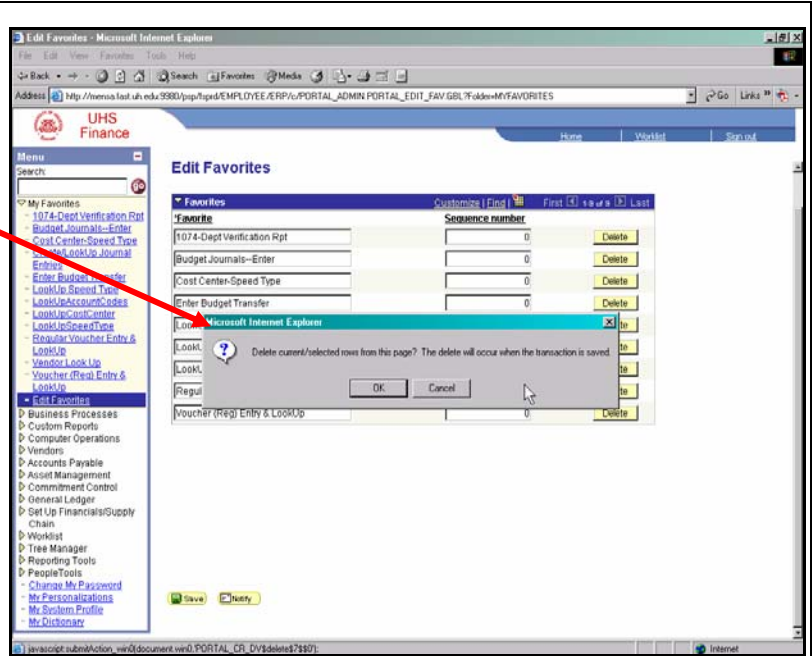 Edit Favorites - Microsoft Internet Explorer
File Edit View Favorites Tools Help
Back Search Favorites Media
Address http://mensa.fast.uh.edu:9980/psp/fsprd/EMPLOYEE/ERP/c/PORTAL_ADMIN.PORTAL_EDIT_FAV.GBL?Folder=MYFAVORITES Go Links »
UHS
Finance
Home Worklist Sign out
Menu
Search:
go
My Favorites
- 1074-Dept Verification Rpt
- Budget Journals--Enter
- Cost Center-Speed Type
- Create/LookUp Journal
Entries
- Enter Budget Transfer
- LookUp Speed Type
- LookUpAccountCodes
- LookUpCostCenter
- LookUpSpeedType
- Regular Voucher Entry &
LookUp
- Vendor Look Up
- Voucher (Reg) Entry &
LookUp
- Edit Favorites
Business Processes
Custom Reports
Computer Operations
Vendors
Accounts Payable
Asset Management
Commitment Control
General Ledger
Set Up Financials/Supply
Chain
Worklist
Tree Manager
Reporting Tools
PeopleTools
- Change My Password
- My Personalizations
- My System Profile
- My Dictionary
Edit Favorites
Favorites Customize | Find | First Last
*Favorite Sequence number
1074-Dept Verification Rpt 0 Delete
Budget Journals--Enter 0 Delete
Cost Center-Speed Type 0 Delete
Enter Budget Transfer 0 Delete
Microsoft Internet Explorer
Delete current/selected rows from this page? The delete will occur when the transaction is saved.
OK Cancel
LookU
LookU
Regul
Voucher (Reg) Entry & LookUp 0 Delete
Save Notify
javascript:submitAction_win0(document.win0,'PORTAL_CR_DV$delete$7$$0'); Internet